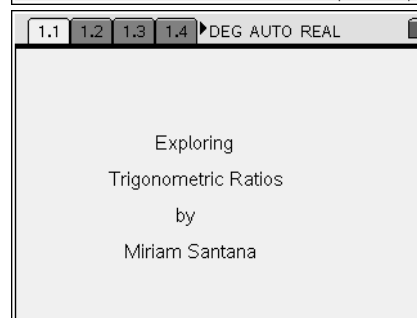 1.1 1.2 1.3 1.4 DEG AUTO REAL
Exploring
Trigonometric Ratios
by
Miriam Santana